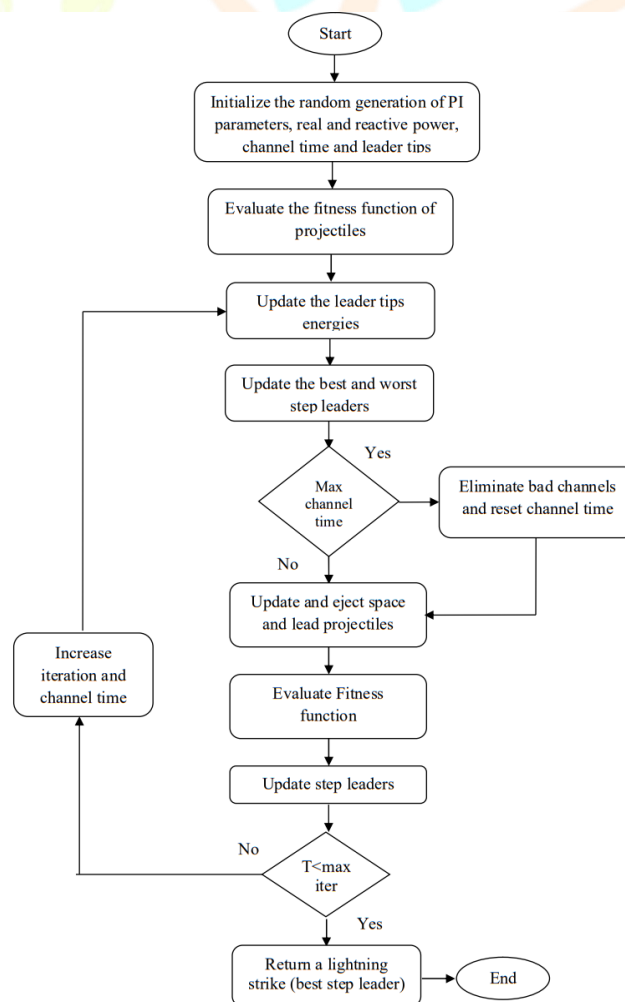 Start
Initialize the random generation of PI
parameters, real and reactive power,
channel time and leader tips
Evaluate the fitness function of
projectiles
Update the leader tips
energies
Update the best and worst
step leaders
Yes
Max
channel
time
Eliminate bad channels
and reset channel time
No
Update and eject space
and lead projectiles
Increase
iteration and
channel time
Evaluate Fitness
function
Update step leaders
No
T<max
iter
Yes
Return a lightning
strike (best step leader)
End